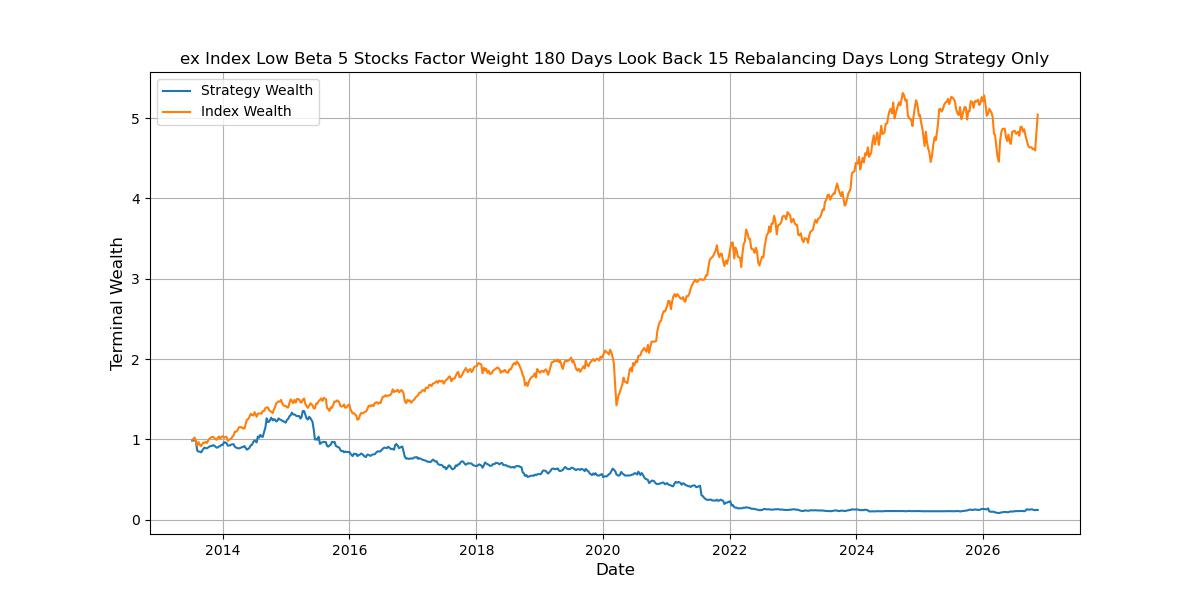 ex Index Low Beta 5 Stocks Factor Weight 180 Days Look Back 15 Rebalancing Days Long Strategy Only
Strategy Wealth
Index Wealth
Terminal Wealth
5
4
3
2
1
0
2014 2016 2018 2020 2022 2024 2026
Date